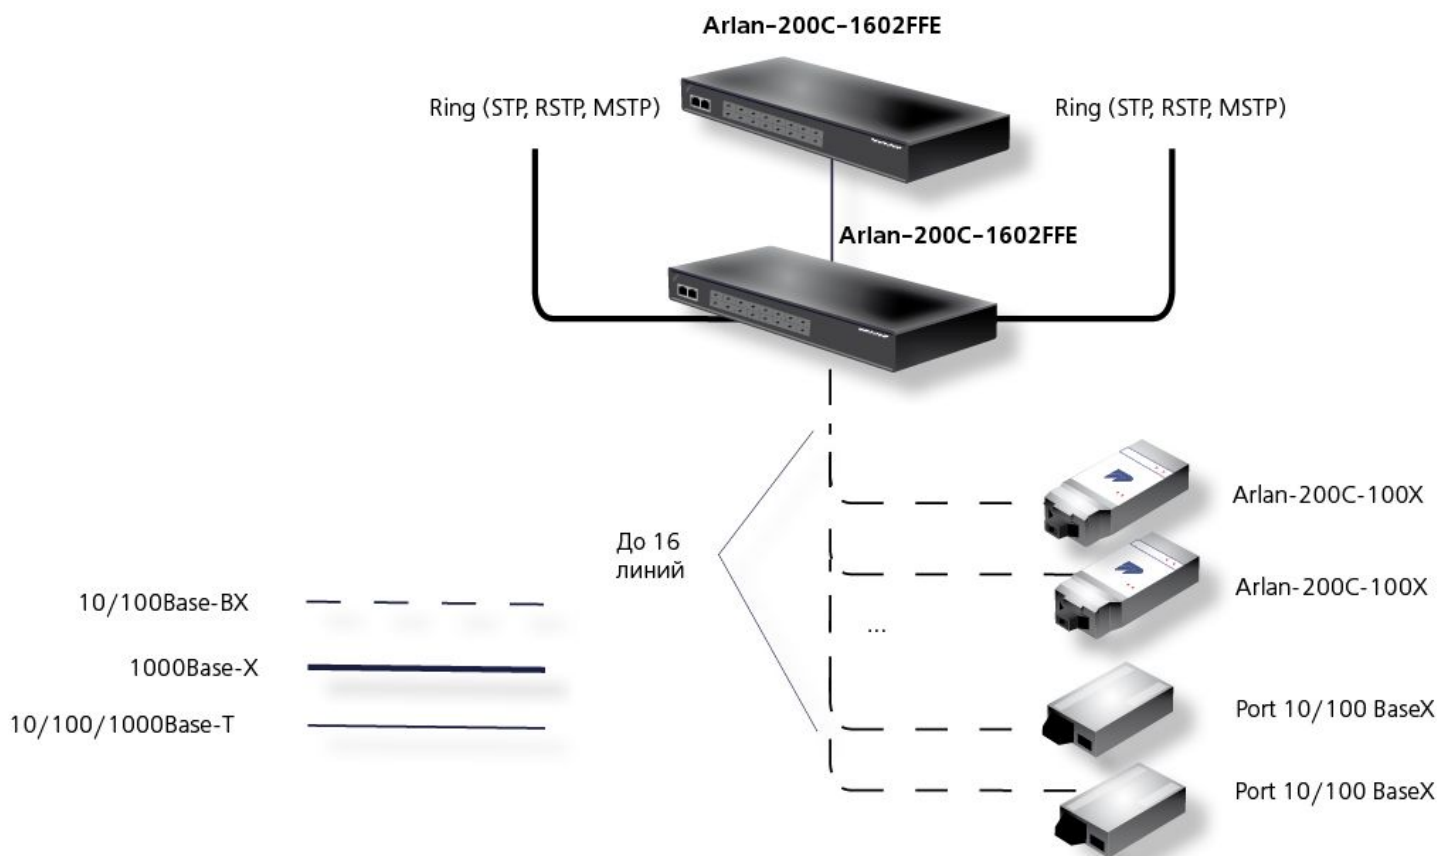 Arlan-200C-1602FFE
Ring (STP, RSTP, MSTP)
Ring (STP, RSTP, MSTP)
Arlan-200C-1602FFE
До 16
линий
Arlan-200C-100X
Arlan-200C-100X
...
Port 10/100 BaseX
Port 10/100 BaseX
10/100Base-BX
1000Base-X
10/100/1000Base-T